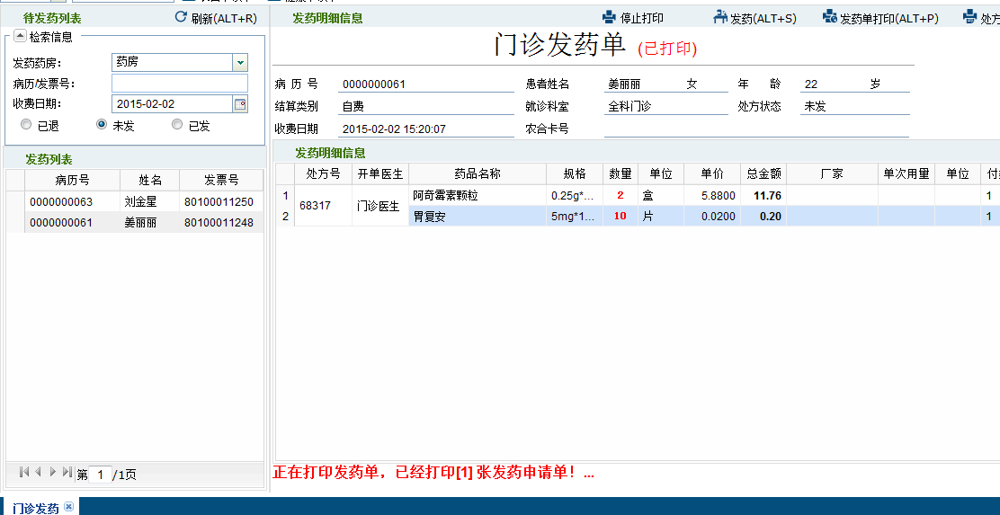 待发药列表 刷新(ALT+R)
检索信息
发药药房： 药房
病历/发票号：
收费日期： 2015-02-02
已退 未发 已发
发药列表
病历号 姓名 发票号
0000000063 刘金星 80100011250
0000000061 姜丽丽 80100011248
第 1 /1页
发药明细信息 停止打印 发药(ALT+S) 发药单打印(ALT+P) 处方
门诊发药单 (已打印)
病 历 号 0000000061 患者姓名 姜丽丽 女 年 龄 22 岁
结算类别 自费 就诊科室 全科门诊 处方状态 未发
收费日期 2015-02-02 15:20:07 农合卡号
发药明细信息
处方号 开单医生 药品名称 规格 数量 单位 单价 总金额 厂家 单次用量 单位 付
1 68317 门诊医生 阿奇霉素颗粒 0.25g*... 2 盒 5.8800 11.76 1
2 胃复安 5mg*1... 10 片 0.0200 0.20 1
正在打印发药单，已经打印[1] 张发药申请单！...
门诊发药